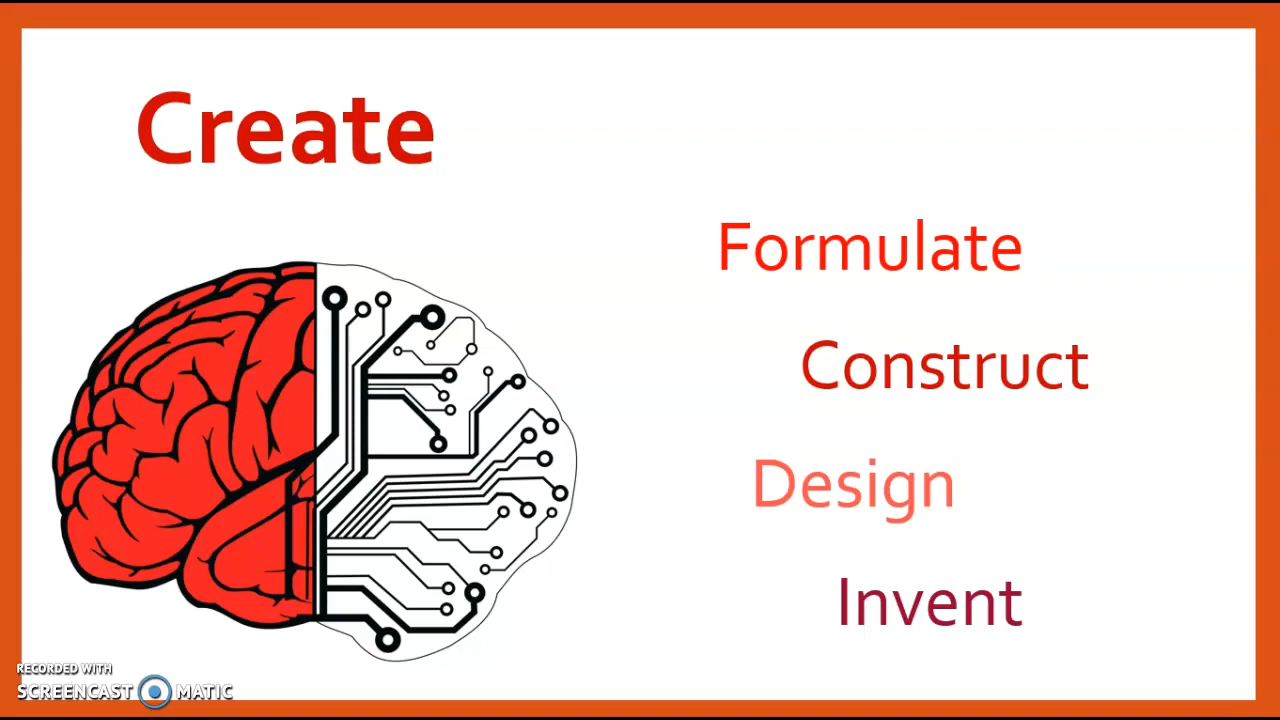 Create
Formulate
Construct
Design
Invent
RECORDED WITH
SCREENCAST MATIC